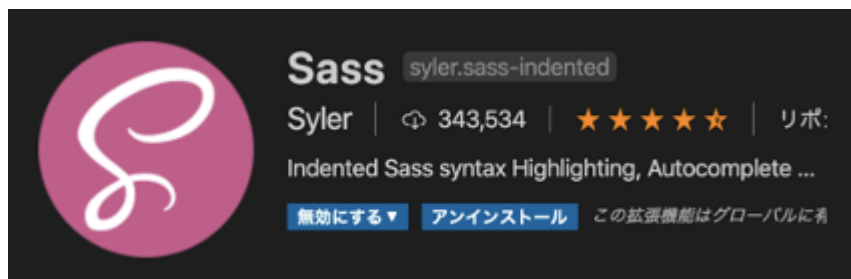 Sass syler.sass-indented
Syler 343,534 リポ:
Indented Sass syntax Highlighting, Autocomplete ...
無効にする アンインストール この拡張機能はグローバルに有